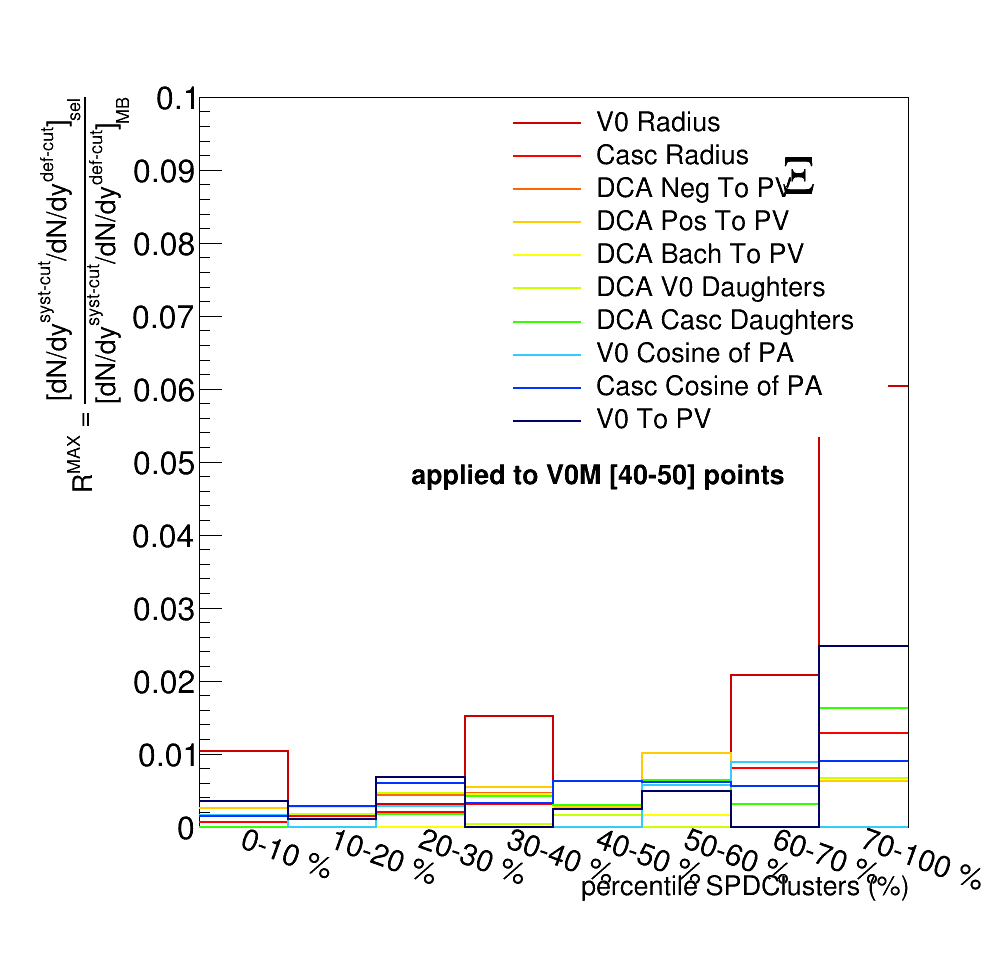 R^MAX = [dN/dy^syst-cut/dN/dy^def-cut]_sel
[dN/dy^syst-cut/dN/dy^def-cut]_MB
0.1
0.09
0.08
0.07
0.06
0.05
0.04
0.03
0.02
0.01
0
V0 Radius
Casc Radius
DCA Neg To PV
Ξ
DCA Pos To PV
DCA Bach To PV
DCA V0 Daughters
DCA Casc Daughters
V0 Cosine of PA
Casc Cosine of PA
V0 To PV
applied to V0M [40-50] points
0-10 %
10-20 %
20-30 %
30-40 %
40-50 %
50-60 %
60-70 %
70-100 %
percentile SPDClusters (%)